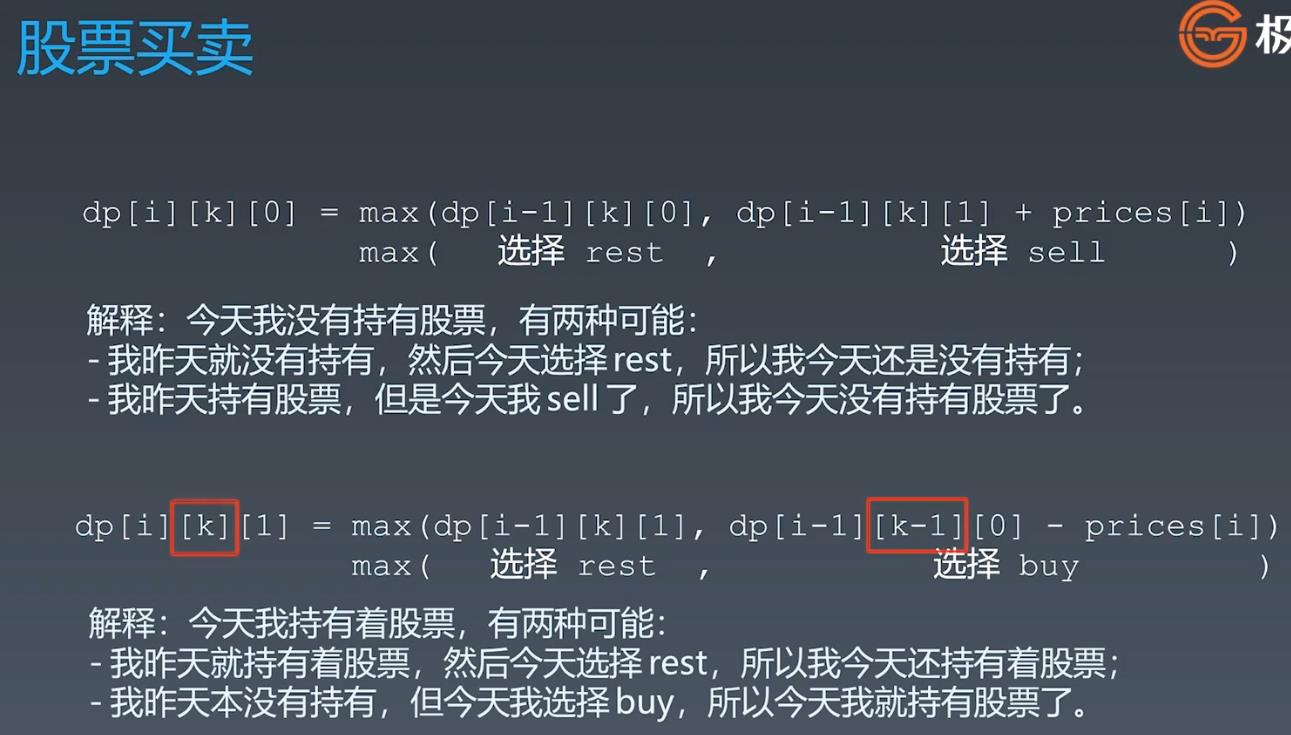 股票买卖
极
dp[i][k][0] = max(dp[i-1][k][0], dp[i-1][k][1] + prices[i])
max( 选择 rest , 选择 sell )
解释：今天我没有持有股票，有两种可能：
- 我昨天就没有持有，然后今天选择 rest，所以我今天还是没有持有；
- 我昨天持有股票，但是今天我 sell 了，所以我今天没有持有股票了。
dp[i][k][1] = max(dp[i-1][k][1], dp[i-1][k-1][0] - prices[i])
max( 选择 rest , 选择 buy )
解释：今天我持有着股票，有两种可能：
- 我昨天就持有着股票，然后今天选择 rest，所以我今天还持有着股票；
- 我昨天本没有持有，但今天我选择 buy，所以今天我就持有股票了。